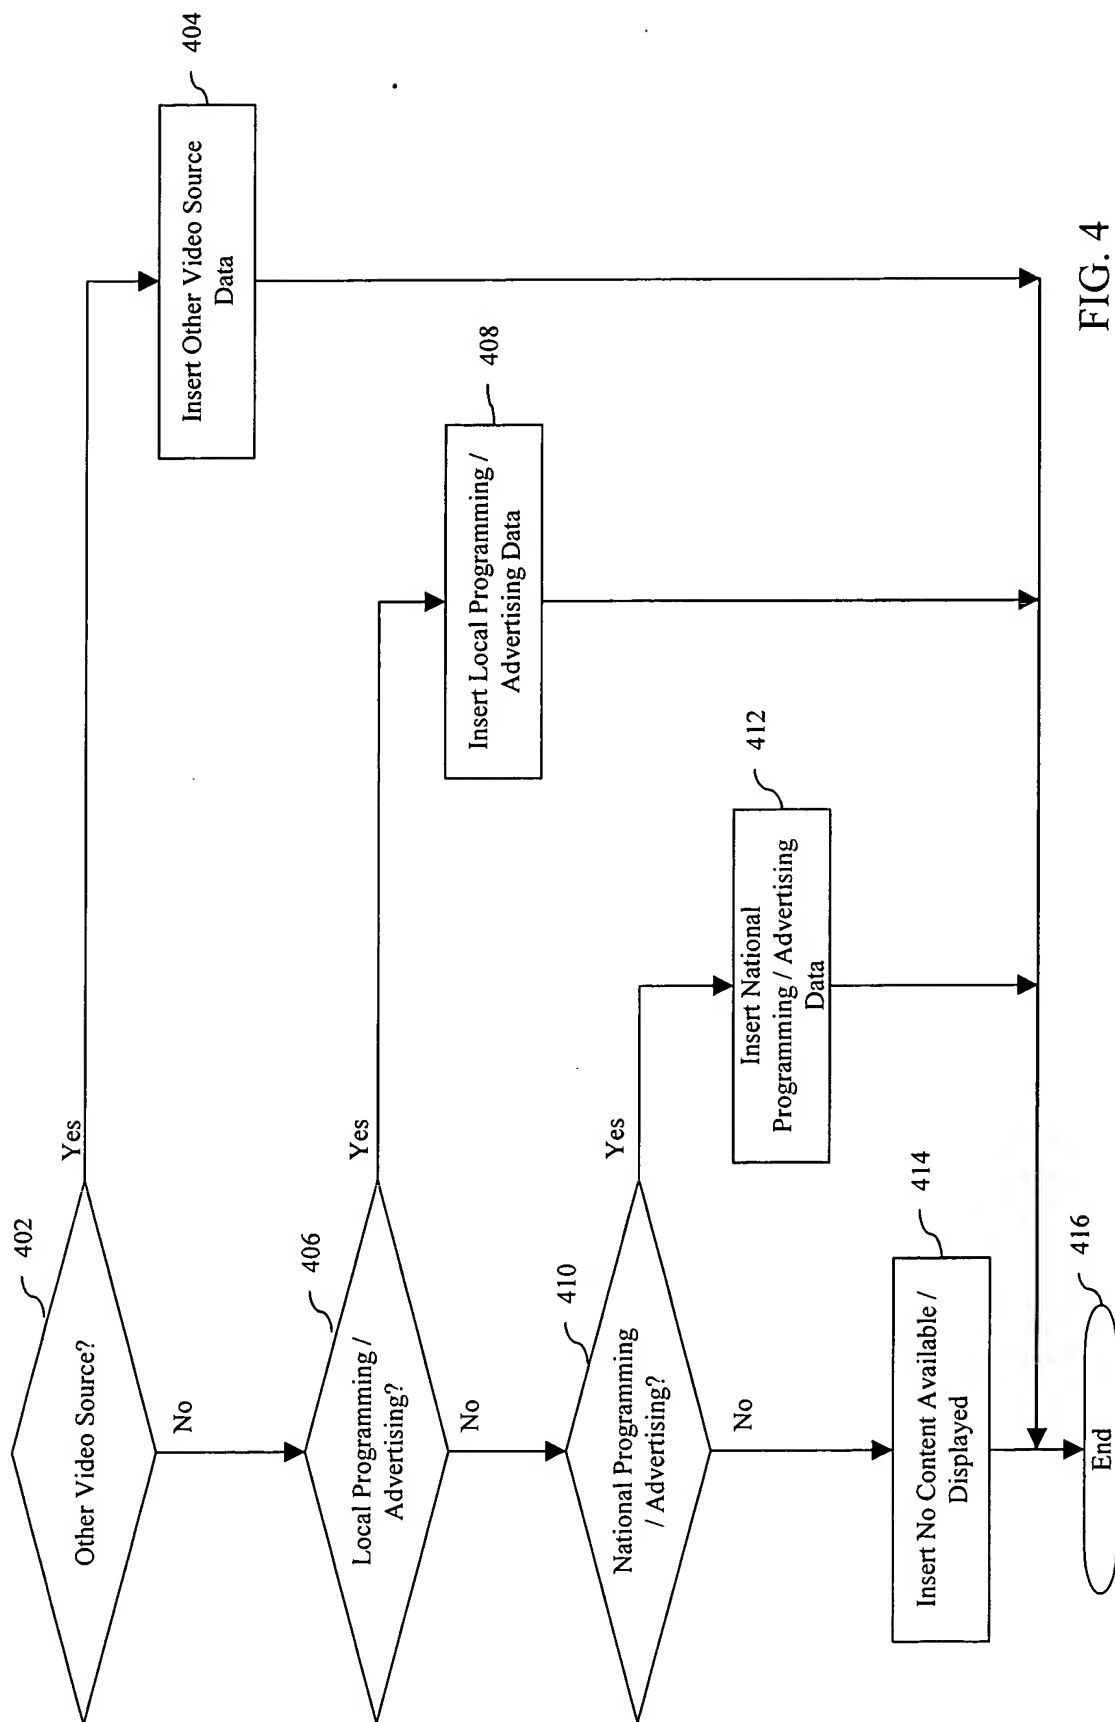 402
Other Video Source?
Yes
No
404
Insert Other Video Source
Data
406
Local Programming /
Advertising?
Yes
No
408
Insert Local Programming /
Advertising Data
410
National Programming
/ Advertising?
Yes
No
412
Insert National
Programming / Advertising
Data
414
Insert No Content Available /
Displayed
416
End
FIG. 4